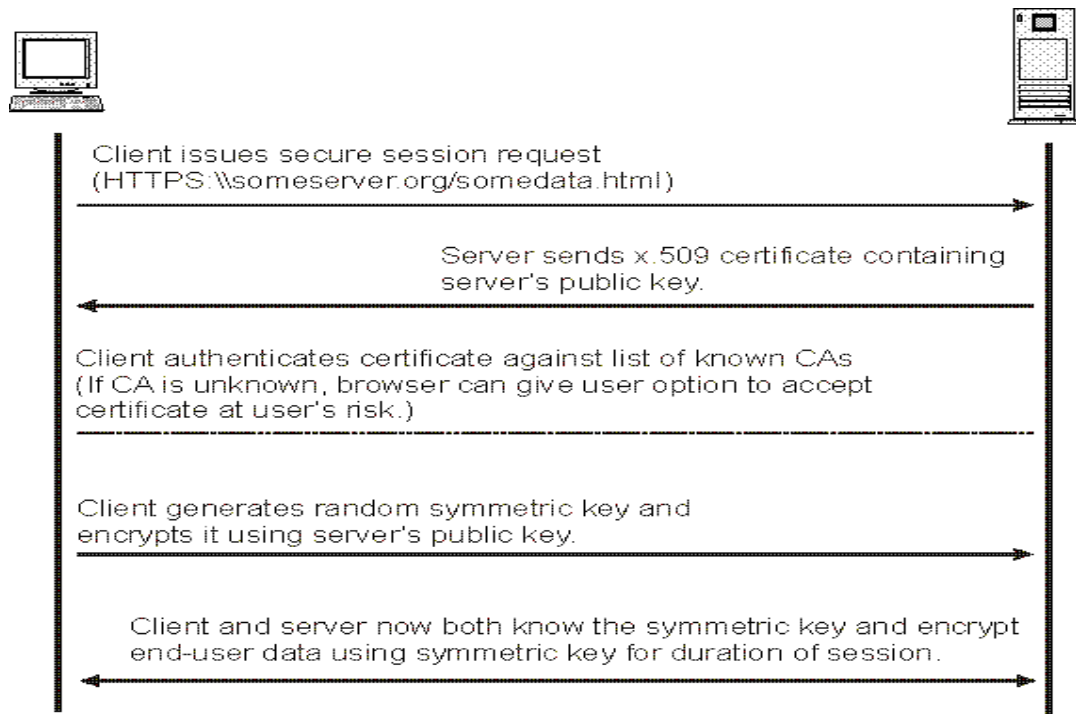 Client issues secure session request
(HTTPS:\\someserver.org/somedata.html)
Server sends x.509 certificate containing
server's public key.
Client authenticates certificate against list of known CAs
(If CA is unknown, browser can give user option to accept
certificate at user's risk.)
Client generates random symmetric key and
encrypts it using server's public key.
Client and server now both know the symmetric key and encrypt
end-user data using symmetric key for duration of session.